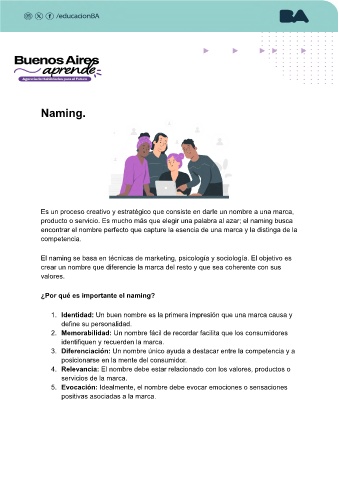 /educacionBA
BA
Buenos Aires
aprende
Agencia de Habilidades para el Futuro
Naming.
Es un proceso creativo y estratégico que consiste en darle un nombre a una marca,
producto o servicio. Es mucho más que elegir una palabra al azar; el naming busca
encontrar el nombre perfecto que capture la esencia de una marca y la distinga de la
competencia.
El naming se basa en técnicas de marketing, psicología y sociología. El objetivo es
crear un nombre que diferencie la marca del resto y que sea coherente con sus
valores.
¿Por qué es importante el naming?
1. Identidad: Un buen nombre es la primera impresión que una marca causa y
define su personalidad.
2. Memorabilidad: Un nombre fácil de recordar facilita que los consumidores
identifiquen y recuerden la marca.
3. Diferenciación: Un nombre único ayuda a destacar entre la competencia y a
posicionarse en la mente del consumidor.
4. Relevancia: El nombre debe estar relacionado con los valores, productos o
servicios de la marca.
5. Evocación: Idealmente, el nombre debe evocar emociones o sensaciones
positivas asociadas a la marca.